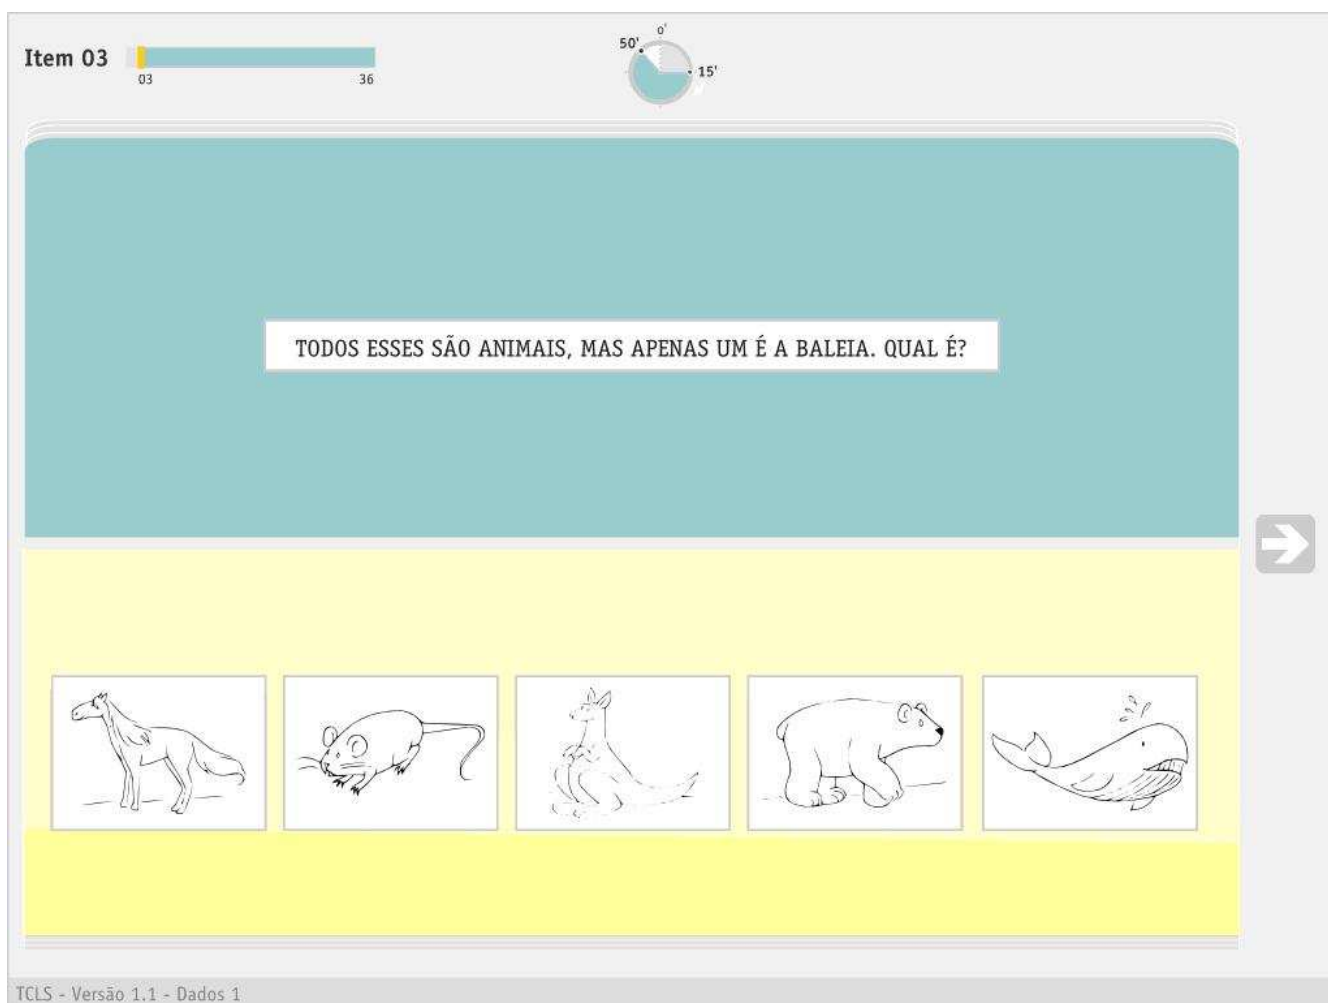 Item 03
03
36
50'
0'
15'
TODOS ESSES SÃO ANIMAIS, MAS APENAS UM É A BALEIA. QUAL É?
TCLS - Versão 1.1 - Dados 1